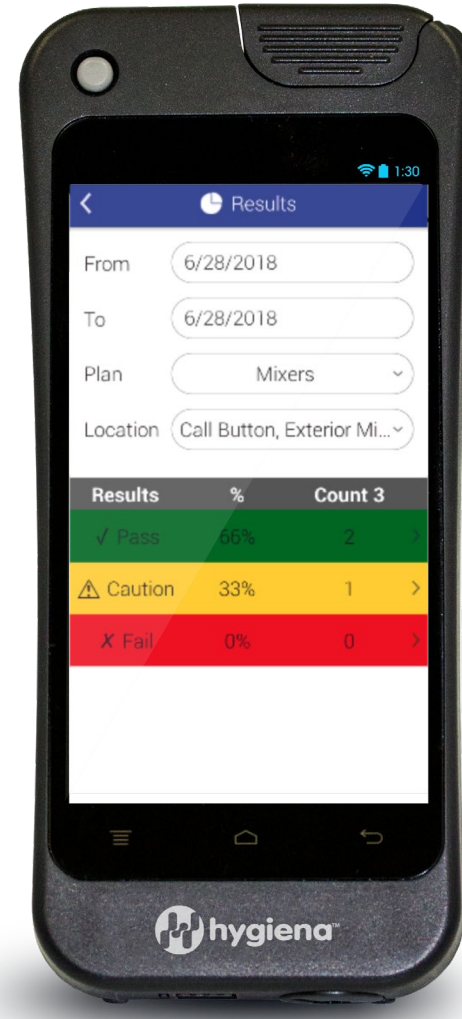 1:30
Results
From 6/28/2018
To 6/28/2018
Plan Mixers
Location Call Button, Exterior Mi...
Results % Count 3
✓ Pass 66% 2
⚠ Caution 33% 1
✗ Fail 0% 0
hygiena™